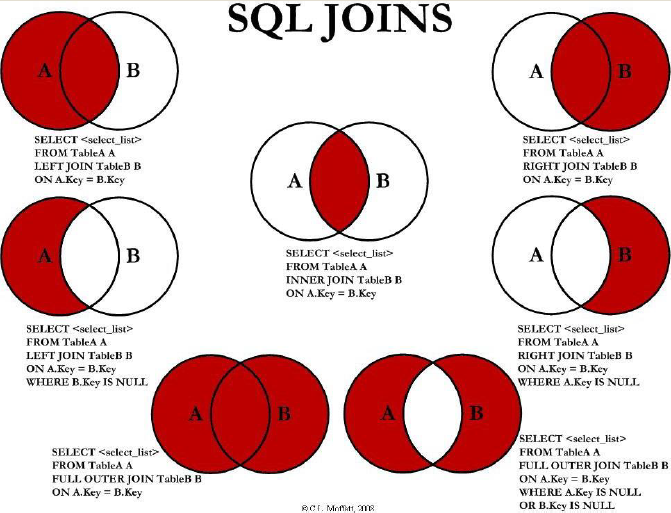 SQL JOINS
A B
SELECT <select_list>
FROM TableA A
LEFT JOIN TableB B
ON A.Key = B.Key
A B
SELECT <select_list>
FROM TableA A
RIGHT JOIN TableB B
ON A.Key = B.Key
A B
SELECT <select_list>
FROM TableA A
INNER JOIN TableB B
ON A.Key = B.Key
A B
SELECT <select_list>
FROM TableA A
LEFT JOIN TableB B
ON A.Key = B.Key
WHERE B.Key IS NULL
A B
SELECT <select_list>
FROM TableA A
RIGHT JOIN TableB B
ON A.Key = B.Key
WHERE A.Key IS NULL
A B
SELECT <select_list>
FROM TableA A
FULL OUTER JOIN TableB B
ON A.Key = B.Key
A B
SELECT <select_list>
FROM TableA A
FULL OUTER JOIN TableB B
ON A.Key = B.Key
WHERE A.Key IS NULL
OR B.Key IS NULL
© C.L. Moffatt, 2008